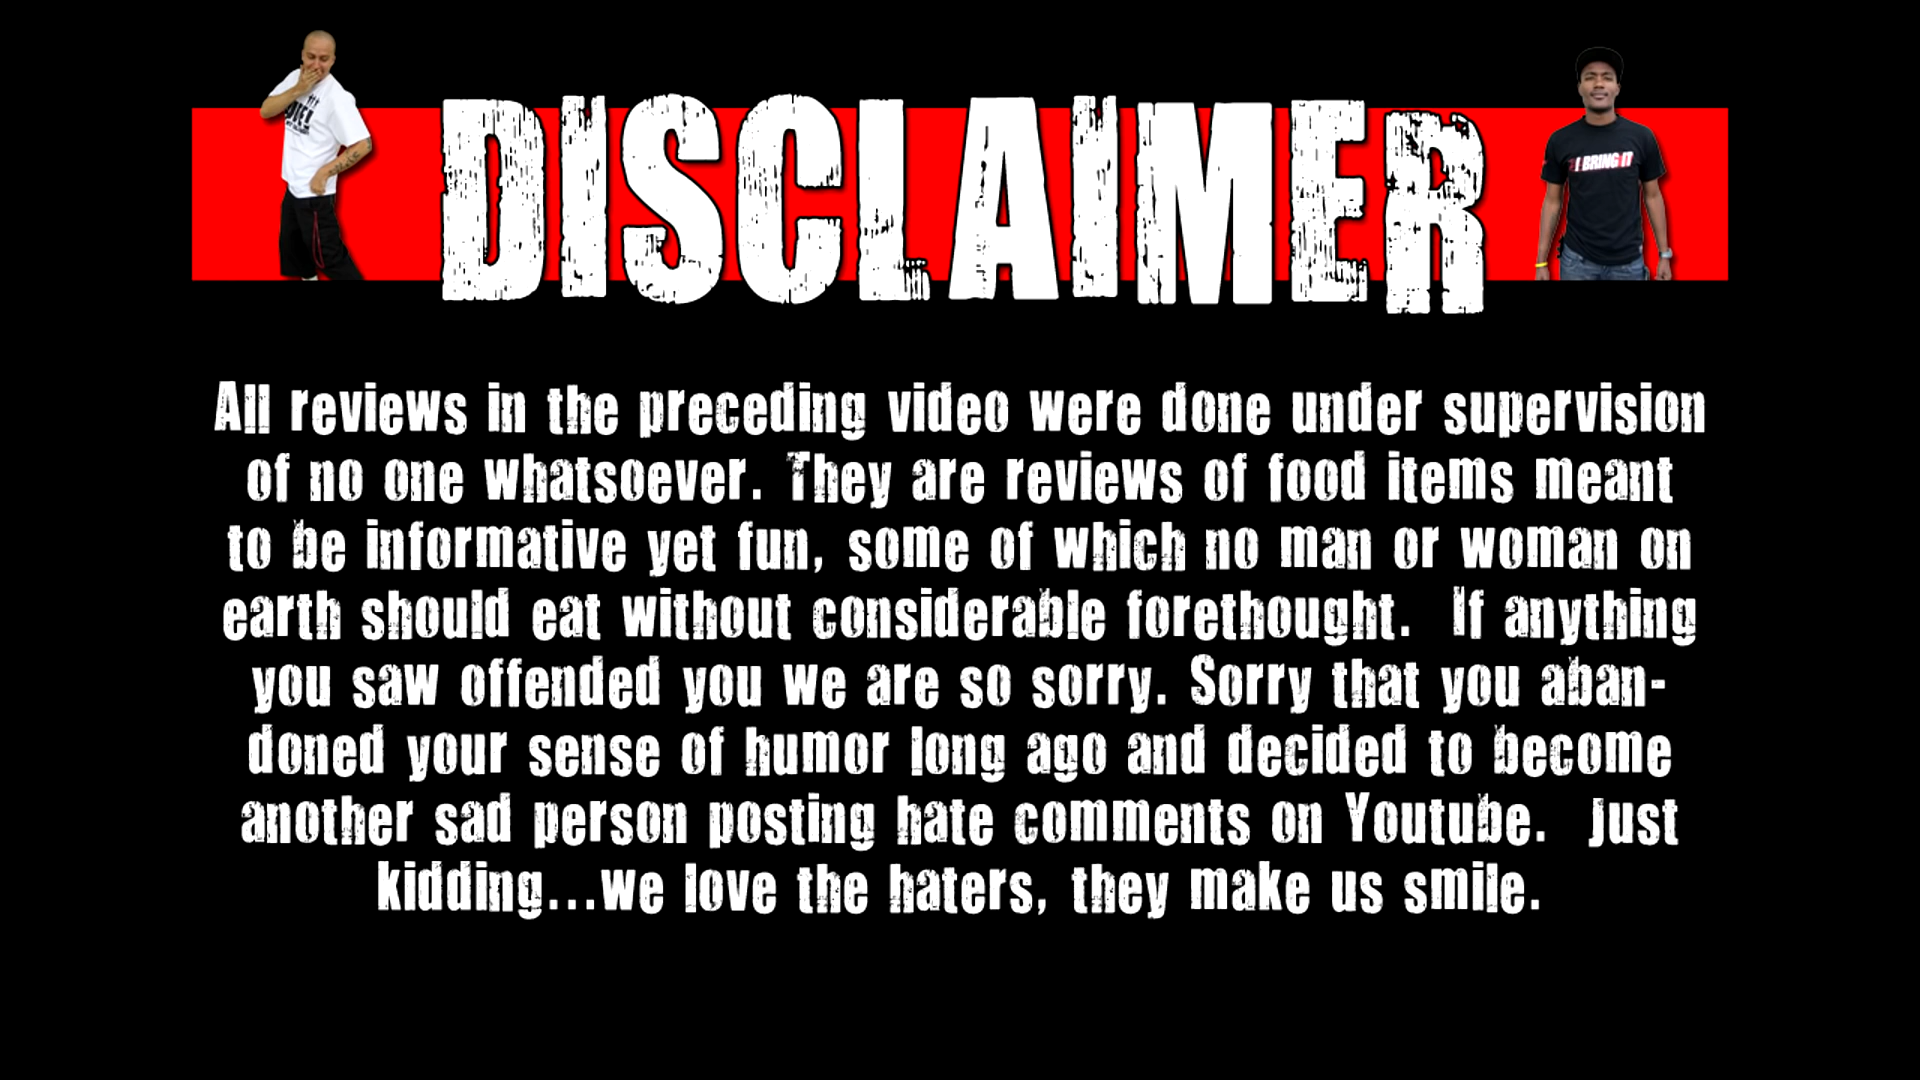 DISCLAIMER
DIET
I BRING IT
All reviews in the preceding video were done under supervision
of no one whatsoever. They are reviews of food items meant
to be informative yet fun, some of which no man or woman on
earth should eat without considerable forethought. If anything
you saw offended you we are so sorry. Sorry that you aban-
doned your sense of humor long ago and decided to become
another sad person posting hate comments on Youtube. Just
kidding...we love the haters, they make us smile.